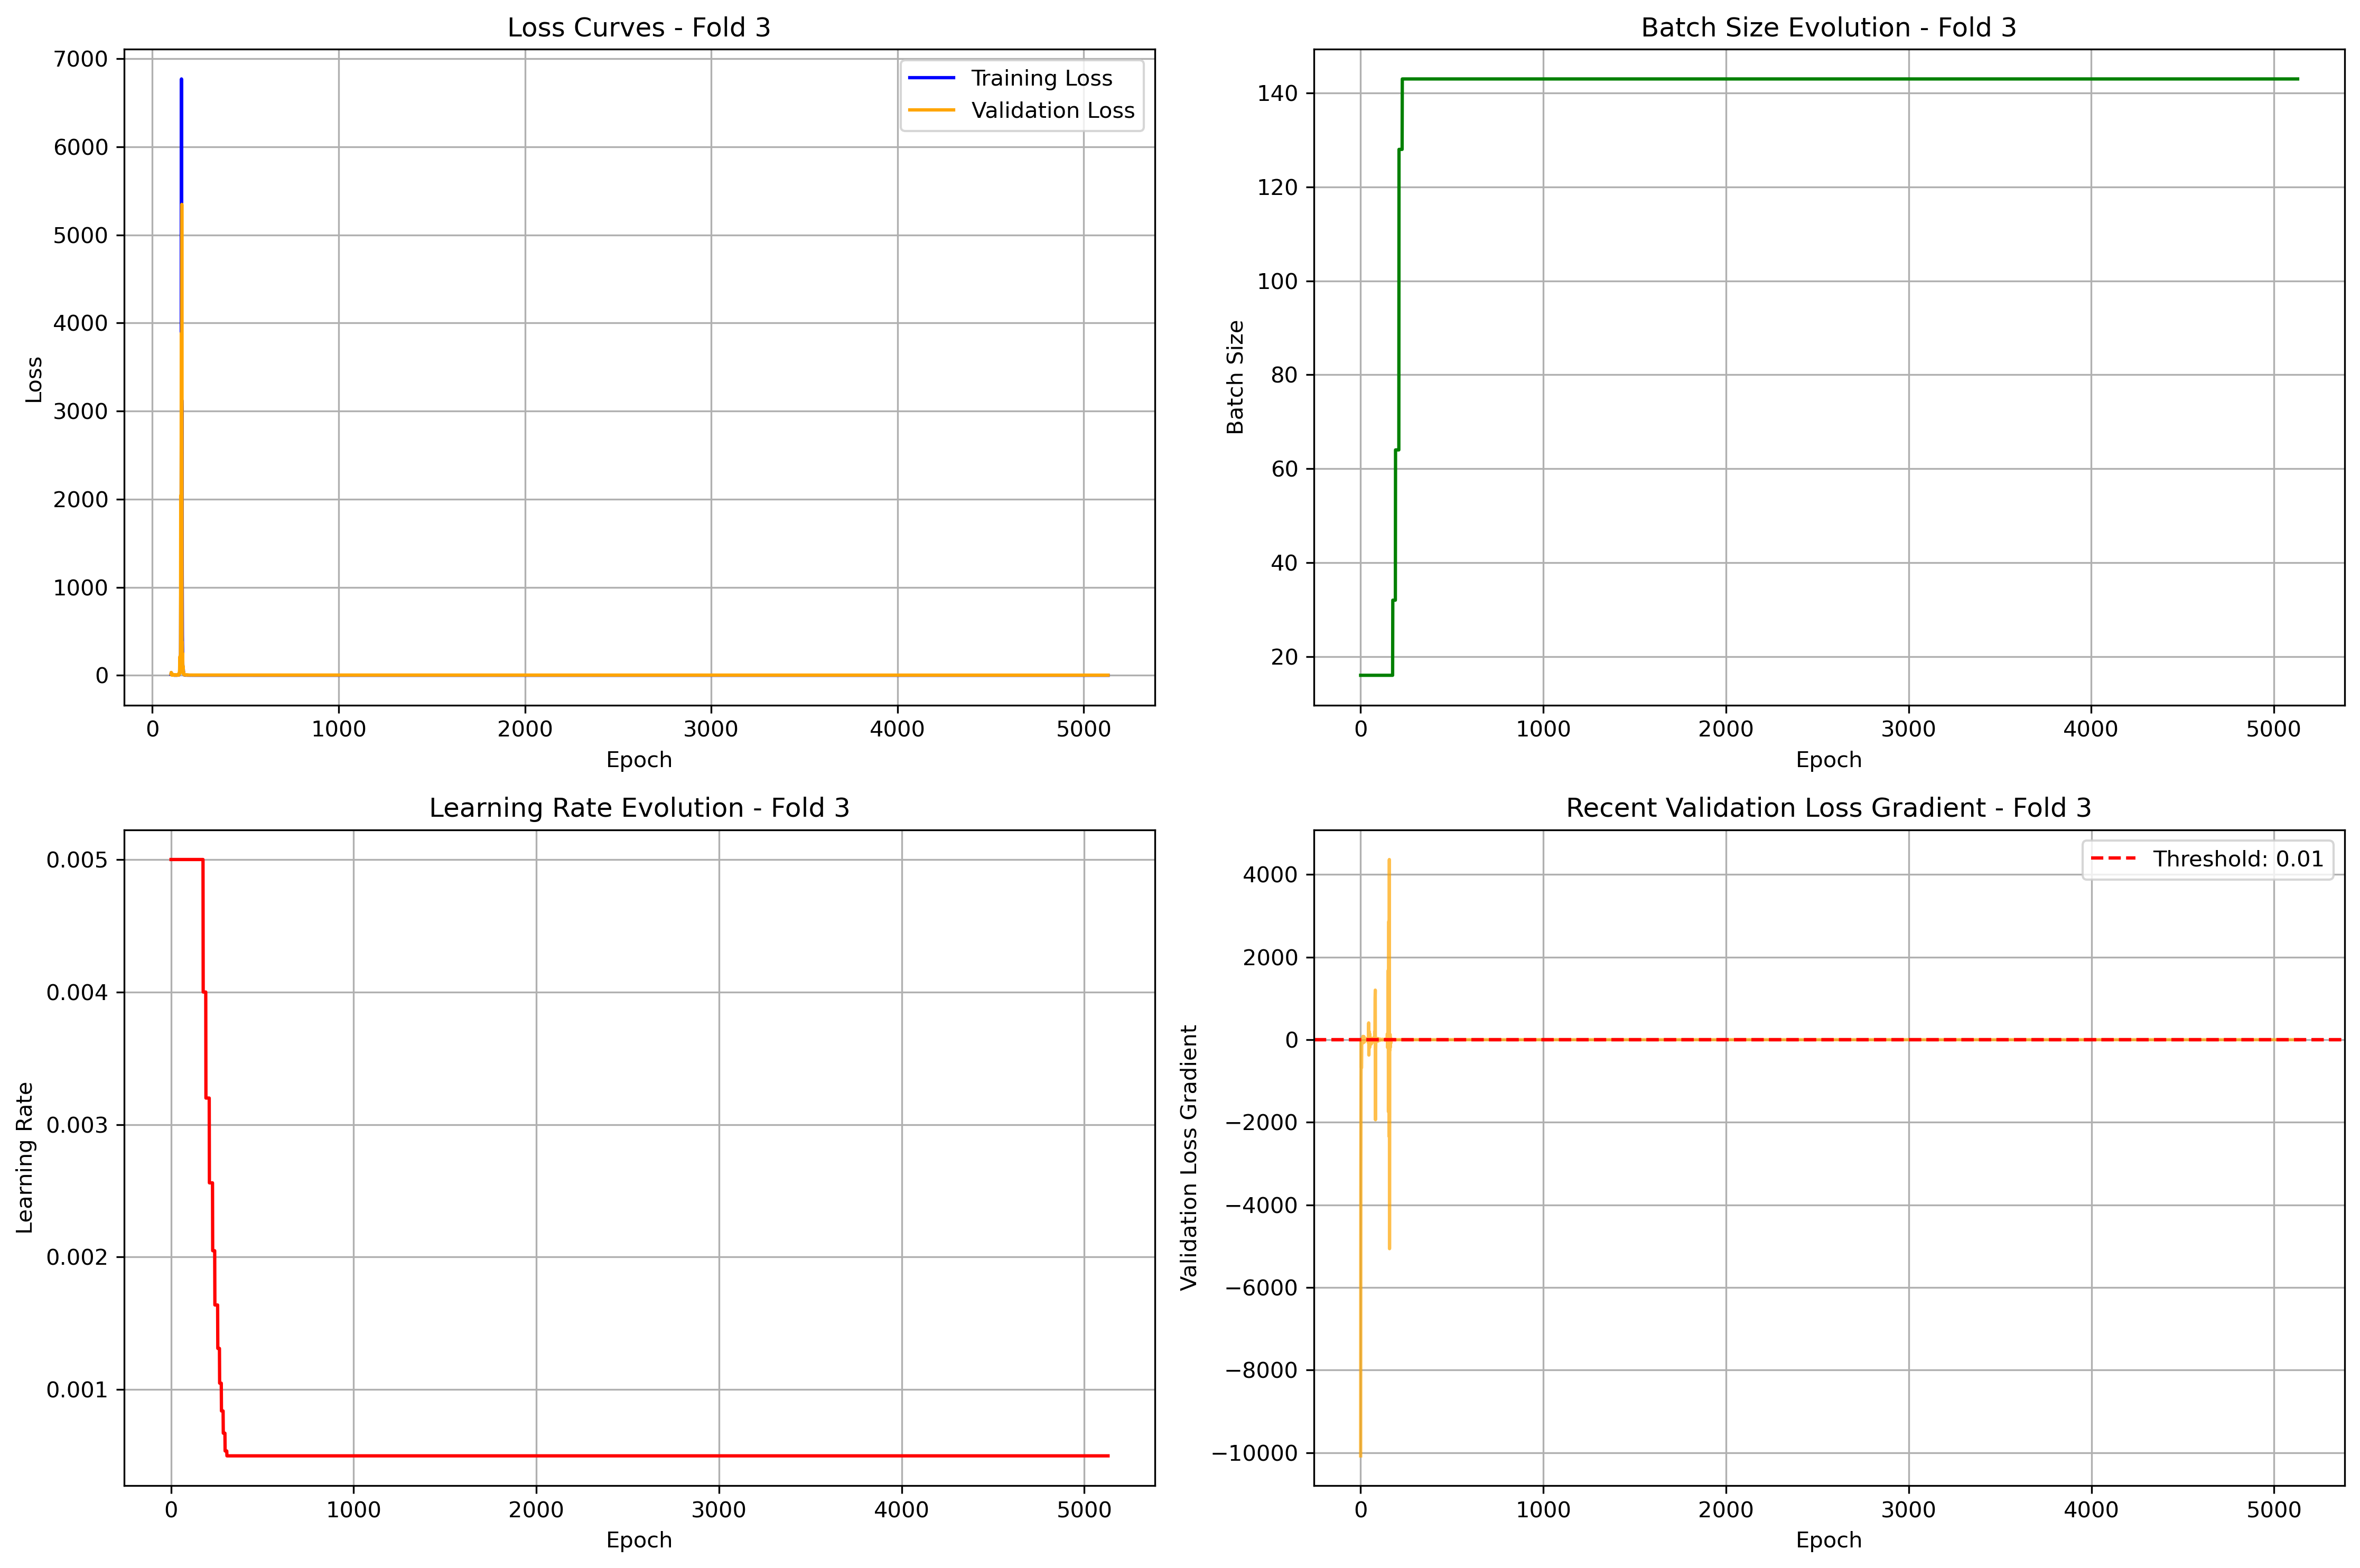 Loss Curves - Fold 3
7000
6000
5000
4000
3000
2000
1000
0
Loss
Training Loss
Validation Loss
0 1000 2000 3000 4000 5000
Epoch
Batch Size Evolution - Fold 3
140
120
100
80
60
40
20
Batch Size
0 1000 2000 3000 4000 5000
Epoch
Learning Rate Evolution - Fold 3
0.005
0.004
0.003
0.002
0.001
Learning Rate
0 1000 2000 3000 4000 5000
Epoch
Recent Validation Loss Gradient - Fold 3
4000
2000
0
−2000
−4000
−6000
−8000
−10000
Validation Loss Gradient
Threshold: 0.01
0 1000 2000 3000 4000 5000
Epoch